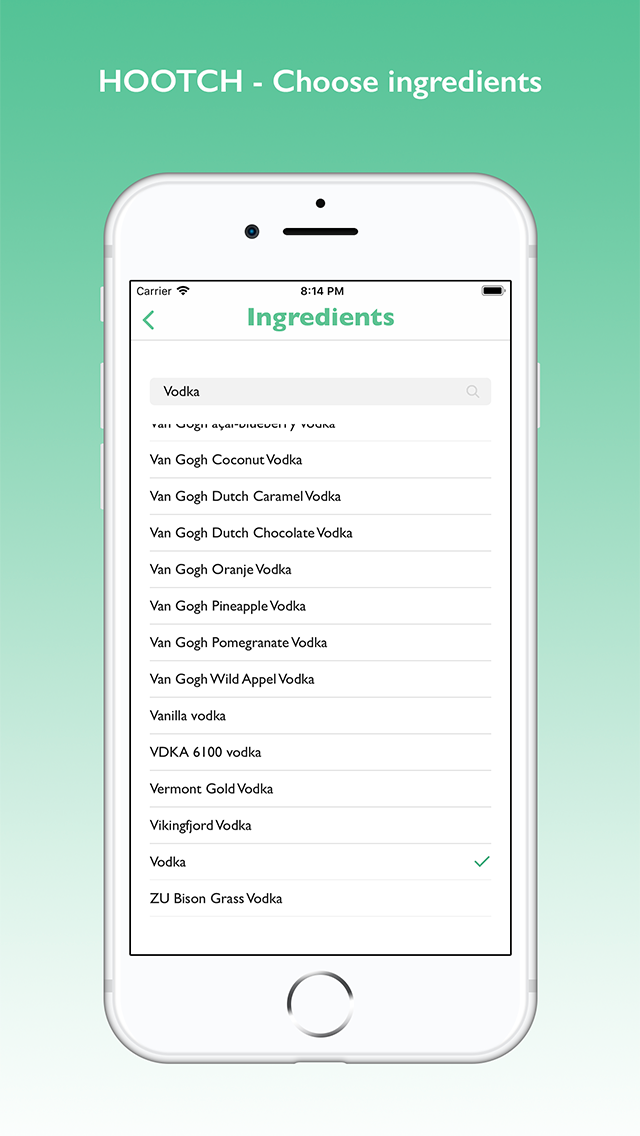 HOOTCH - Choose ingredients
Carrier 8:14 PM
Ingredients
Vodka
Van Gogh açai-blueberry Vodka
Van Gogh Coconut Vodka
Van Gogh Dutch Caramel Vodka
Van Gogh Dutch Chocolate Vodka
Van Gogh Oranje Vodka
Van Gogh Pineapple Vodka
Van Gogh Pomegranate Vodka
Van Gogh Wild Appel Vodka
Vanilla vodka
VDKA 6100 vodka
Vermont Gold Vodka
Vikingfjord Vodka
Vodka
ZU Bison Grass Vodka